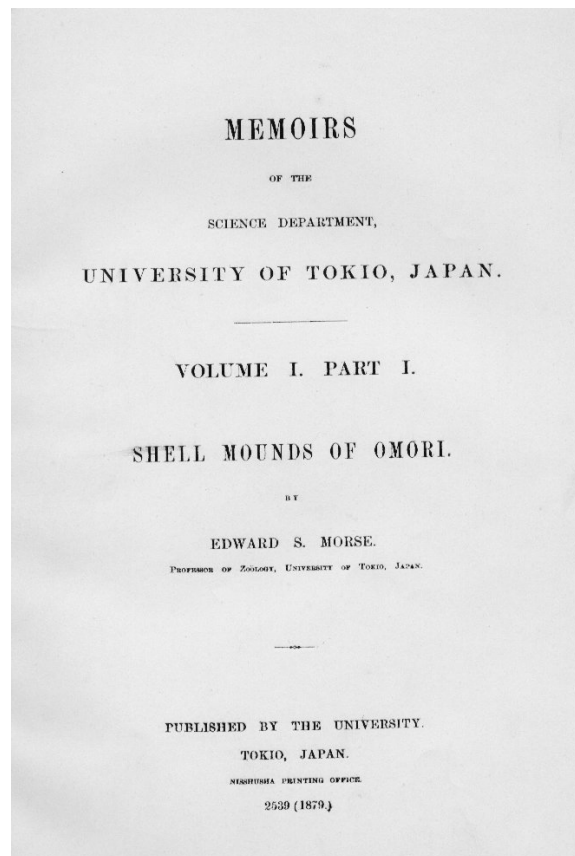 MEMOIRS
OF THE
SCIENCE DEPARTMENT,
UNIVERSITY OF TOKIO, JAPAN.
VOLUME I. PART I.
SHELL MOUNDS OF OMORI.
BY
EDWARD S. MORSE.
PROFESSOR OF ZOÖLOGY, UNIVERSITY OF TOKIO, JAPAN.
PUBLISHED BY THE UNIVERSITY.
TOKIO, JAPAN.
NISSHUSHA PRINTING OFFICE.
2539 (1879.)